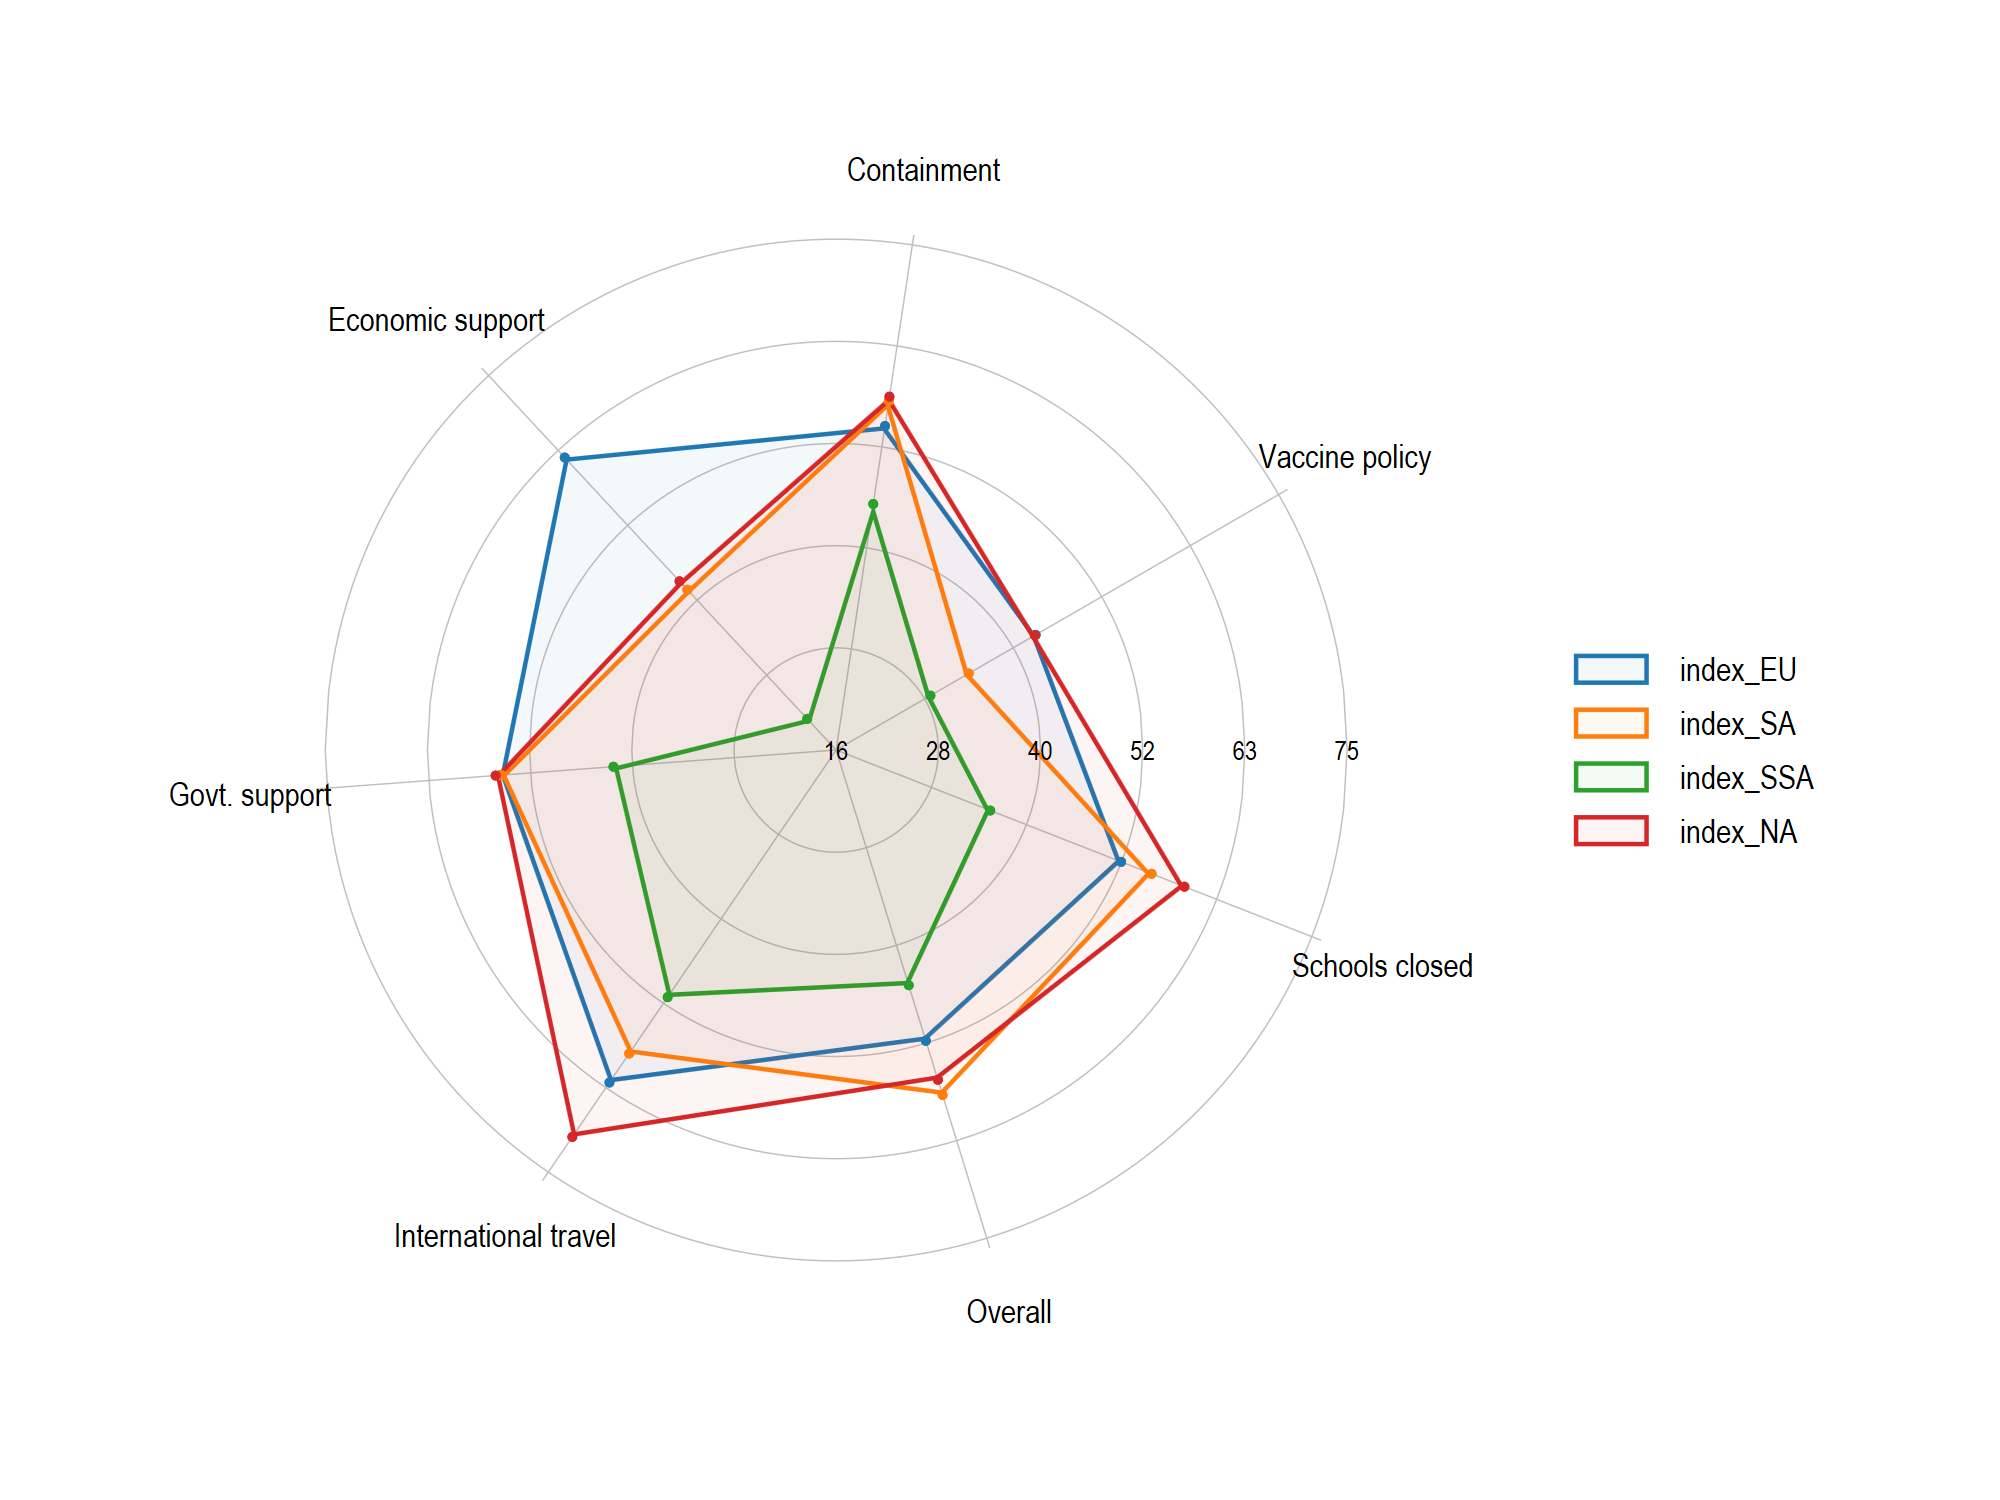 Containment
Economic support
Vaccine policy
index_EU
index_SA
16 28 40 52 63 75
index_SSA
Govt. support
index_NA
Schools closed
International travel
Overall